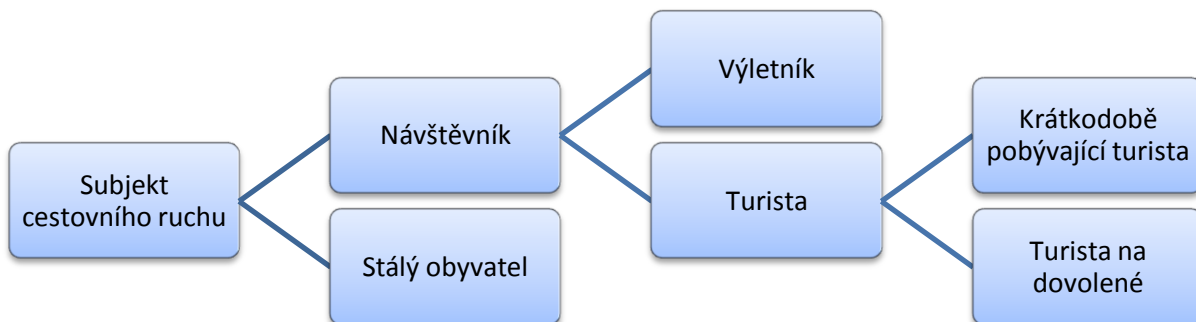 Subjekt
cestovního ruchu
Návštěvník
Stálý obyvatel
Výletník
Turista
Krátkodobě
pobývající turista
Turista na
dovolené